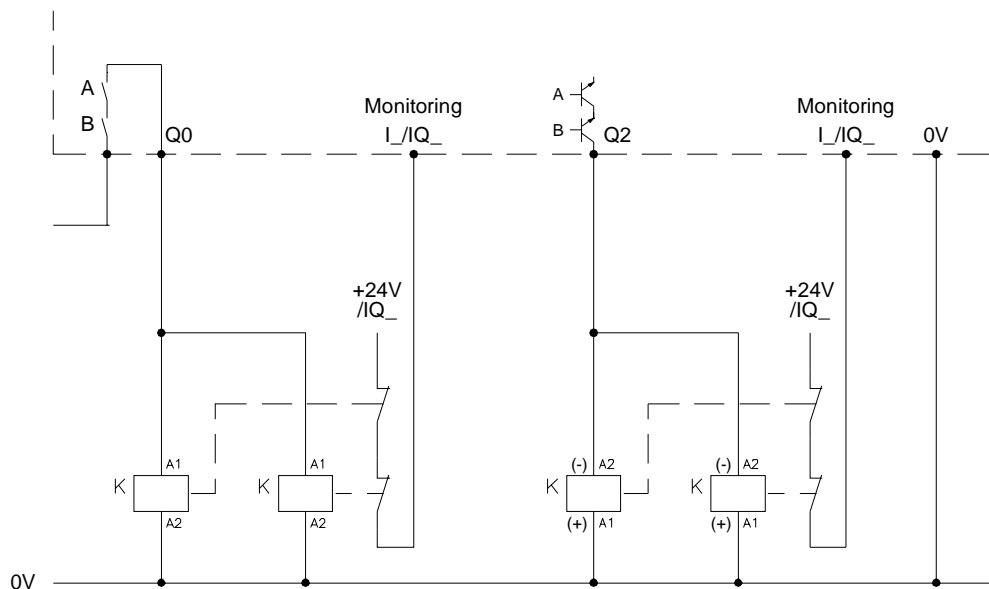 A
B
Q0
Monitoring
I_/IQ_
A
B
Q2
Monitoring
I_/IQ_
0V
+24V
/IQ_
+24V
/IQ_
K
A1
A2
K
A1
A2
K
(-) A2
(+) A1
K
(-) A2
(+) A1
0V